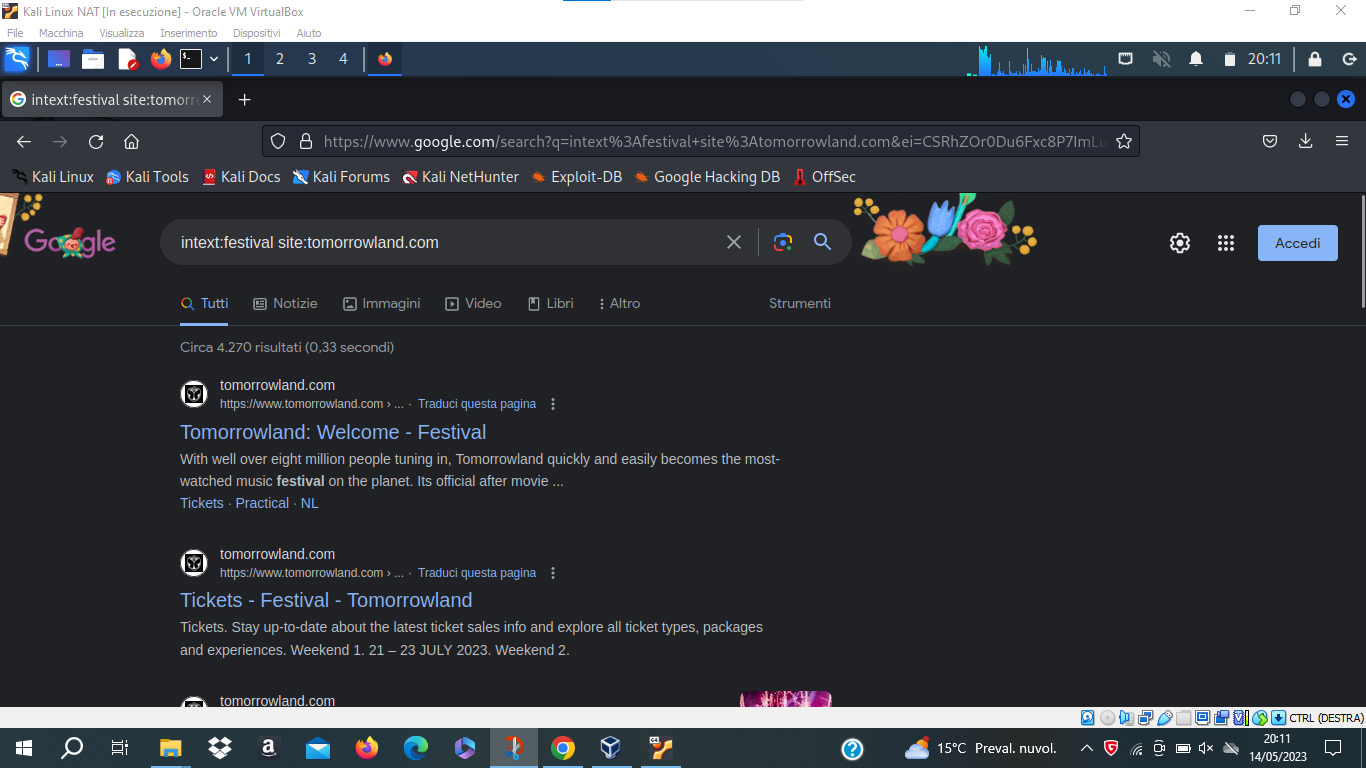 Kali Linux NAT [In esecuzione] - Oracle VM VirtualBox
File Macchina Visualizza Inserimento Dispositivi Aiuto
1 2 3 4 20:11
intext:festival site:tomorr
https://www.google.com/search?q=intext%3Afestival+site%3Atomorrowland.com&ei=CSRhZOr0Du6Fxc8P7ImLu
Kali Linux Kali Tools Kali Docs Kali Forums Kali NetHunter Exploit-DB Google Hacking DB OffSec
Google
intext:festival site:tomorrowland.com
Accedi
Tutti Notizie Immagini Video Libri Altro Strumenti
Circa 4.270 risultati (0,33 secondi)
tomorrowland.com
https://www.tomorrowland.com › ... · Traduci questa pagina
Tomorrowland: Welcome - Festival
With well over eight million people tuning in, Tomorrowland quickly and easily becomes the most-
watched music festival on the planet. Its official after movie ...
Tickets · Practical · NL
tomorrowland.com
https://www.tomorrowland.com › ... · Traduci questa pagina
Tickets - Festival - Tomorrowland
Tickets. Stay up-to-date about the latest ticket sales info and explore all ticket types, packages
and experiences. Weekend 1. 21 – 23 JULY 2023. Weekend 2.
tomorrowland.com
CTRL (DESTRA)
15°C Preval. nuvol.
20:11
14/05/2023